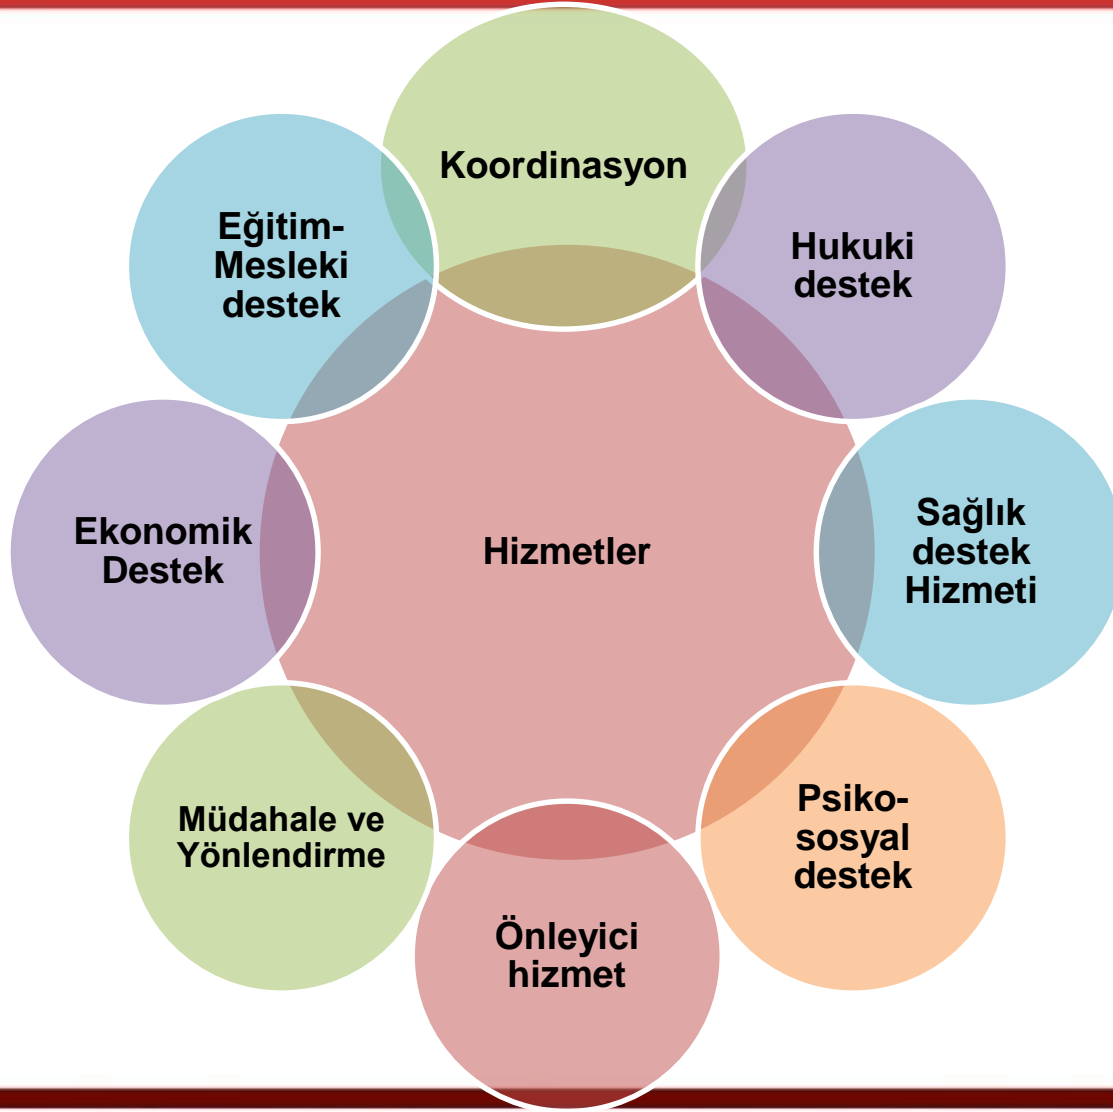 Koordinasyon
Hukuki
destek
Sağlık
destek
Hizmeti
Psiko-
sosyal
destek
Önleyici
hizmet
Müdahale ve
Yönlendirme
Ekonomik
Destek
Eğitim-
Mesleki
destek
Hizmetler